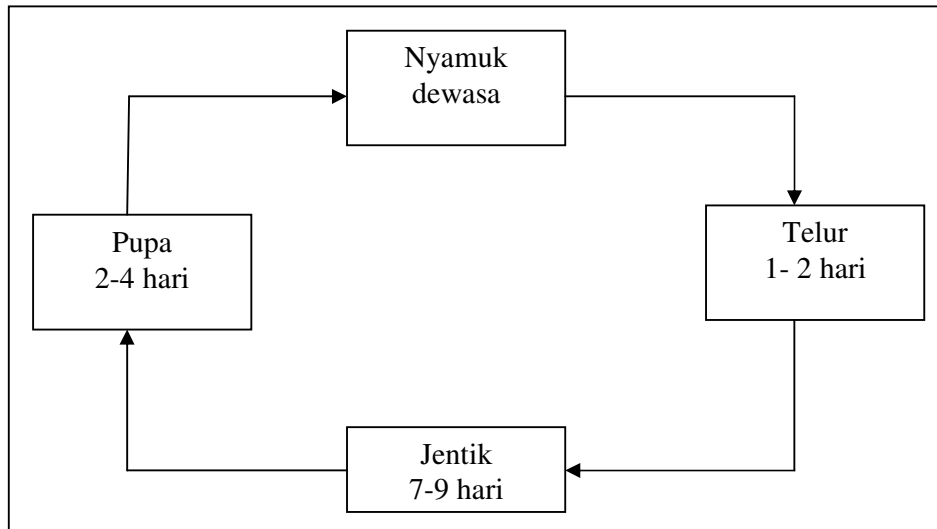 Nyamuk
dewasa
Telur
1- 2 hari
Jentik
7-9 hari
Pupa
2-4 hari